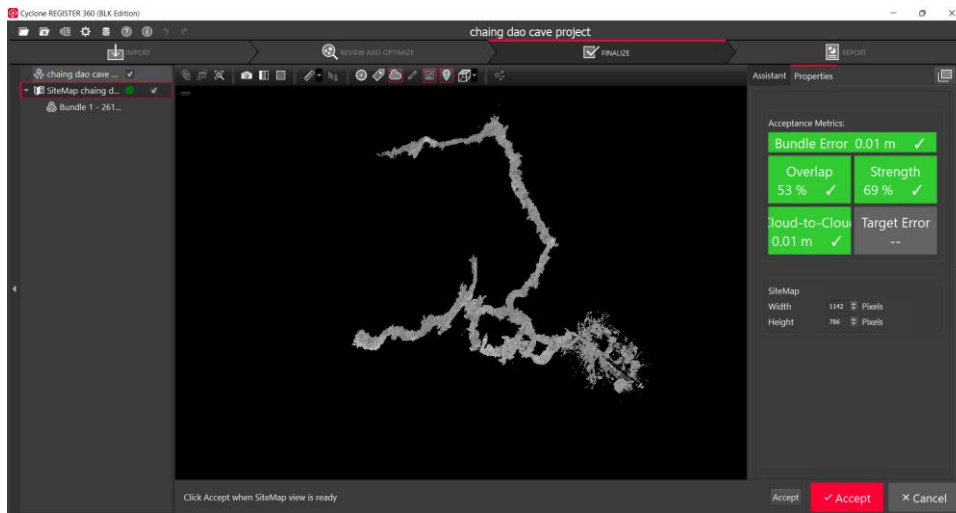 Cyclone REGISTER 360 (BLK Edition)
chaing dao cave project
IMPORT
REVIEW AND OPTIMIZE
FINALIZE
REPORT
chaing dao cave ...
SiteMap chaing d...
Bundle 1 - 261...
Assistant Properties
Acceptance Metrics:
Bundle Error 0.01 m
Overlap
53 %
Strength
69 %
Cloud-to-Clou
0.01 m
Target Error
--
SiteMap
Width 1142 Pixels
Height 786 Pixels
Click Accept when SiteMap view is ready
Accept
Accept
Cancel